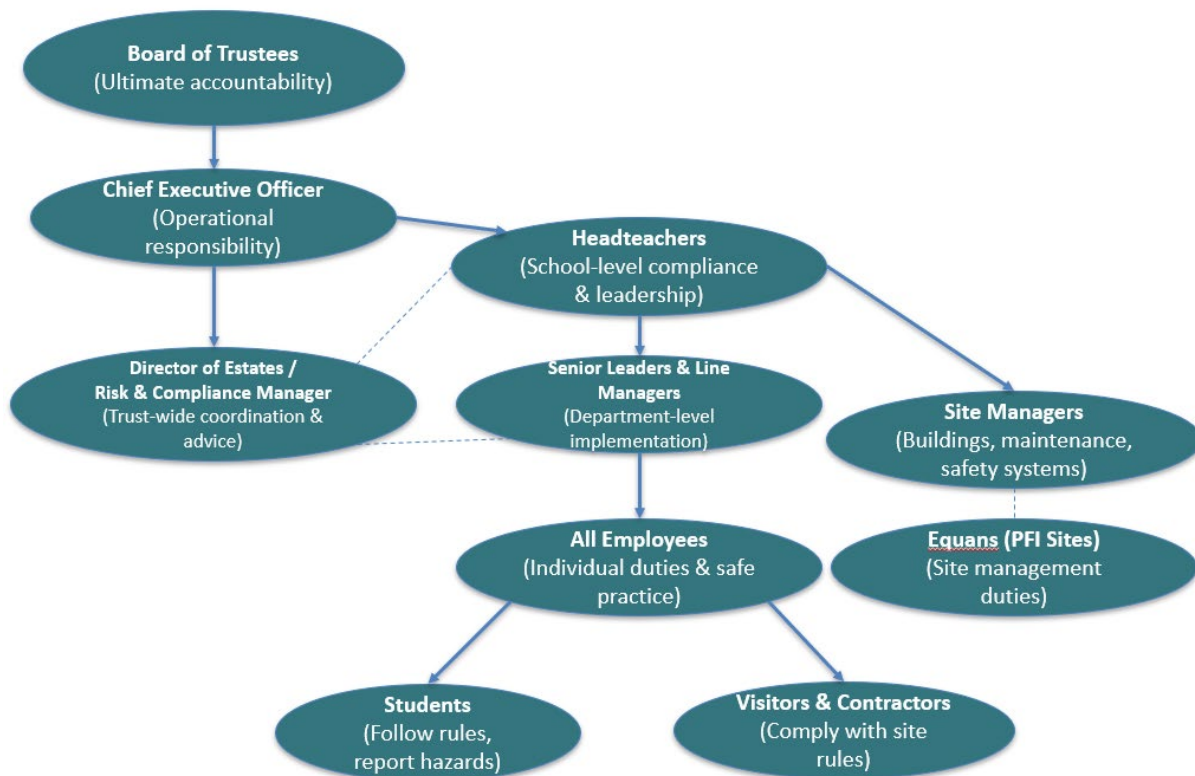 Board of Trustees
(Ultimate accountability)
Chief Executive Officer
(Operational
responsibility)
Headteachers
(School-level compliance
& leadership)
Director of Estates /
Risk & Compliance Manager
(Trust-wide coordination &
advice)
Senior Leaders & Line
Managers
(Department-level
implementation)
Site Managers
(Buildings, maintenance,
safety systems)
All Employees
(Individual duties & safe
practice)
Equans (PFI Sites)
(Site management
duties)
Students
(Follow rules,
report hazards)
Visitors & Contractors
(Comply with site
rules)